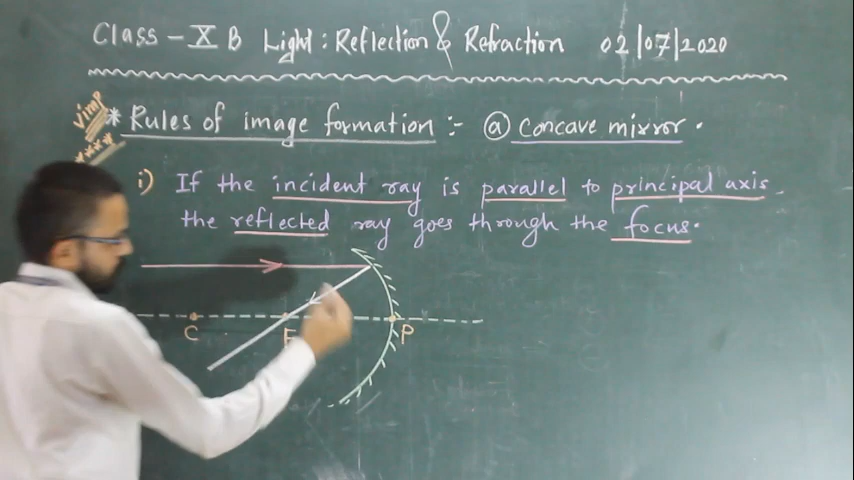 Class - X B Light : Reflection & Refraction 02/07/2020
vimp
* Rules of image formation :- ⓐ Concave mirror.
i) If the incident ray is parallel to principal axis.
the reflected ray goes through the focus.
C F P